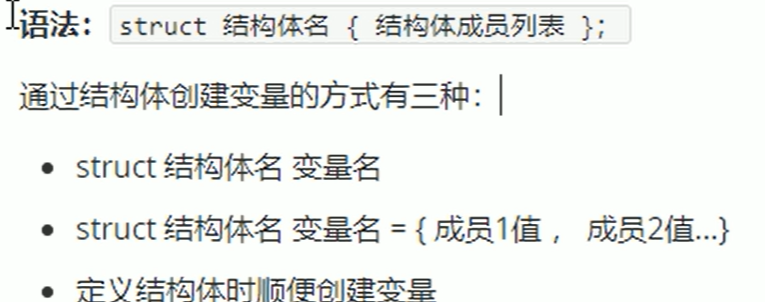 语法：struct 结构体名 { 结构体成员列表 };
通过结构体创建变量的方式有三种：
struct 结构体名 变量名
struct 结构体名 变量名 = { 成员1值 ， 成员2值...}
定义结构体时顺便创建变量